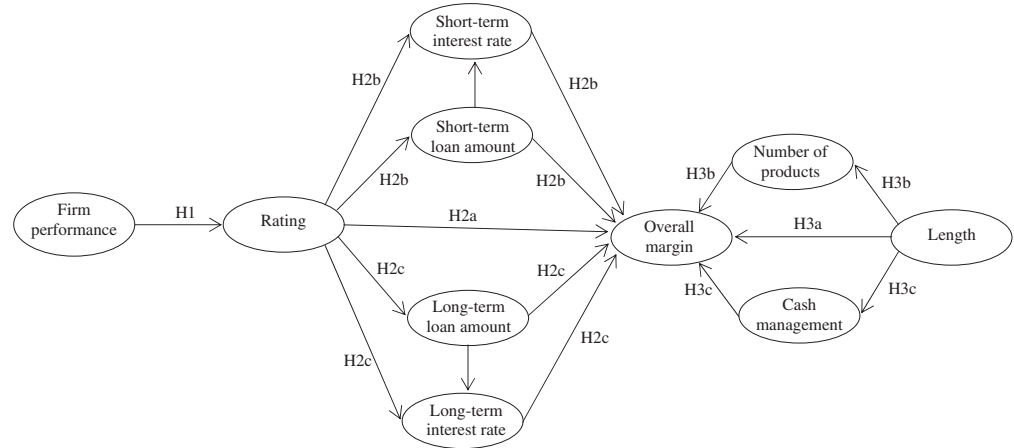 Short-term
interest rate
H2b
H2b
Short-term
loan amount
Number of
products
H2b
H2b
H3b
H3b
Firm
performance
H1
Rating
H2a
Overall
margin
H3a
Length
H2c
H2c
H3c
H3c
Long-term
loan amount
Cash
management
H2c
H2c
Long-term
interest rate